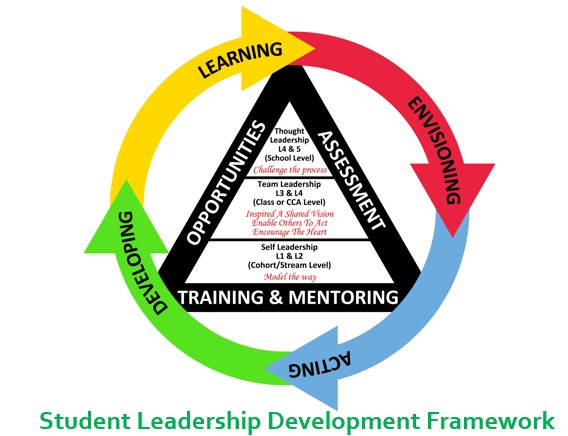 LEARNING
ENVISIONING
ACTING
DEVELOPING
OPPORTUNITIES
ASSESSMENT
TRAINING & MENTORING
Thought
Leadership
L4 & 5
(School Level)
Challenge the process
Team Leadership
L3 & L4
(Class or CCA Level)
Inspired A Shared Vision
Enable Others To Act
Encourage The Heart
Self Leadership
L1 & L2
(Cohort/Stream Level)
Model the way
Student Leadership Development Framework